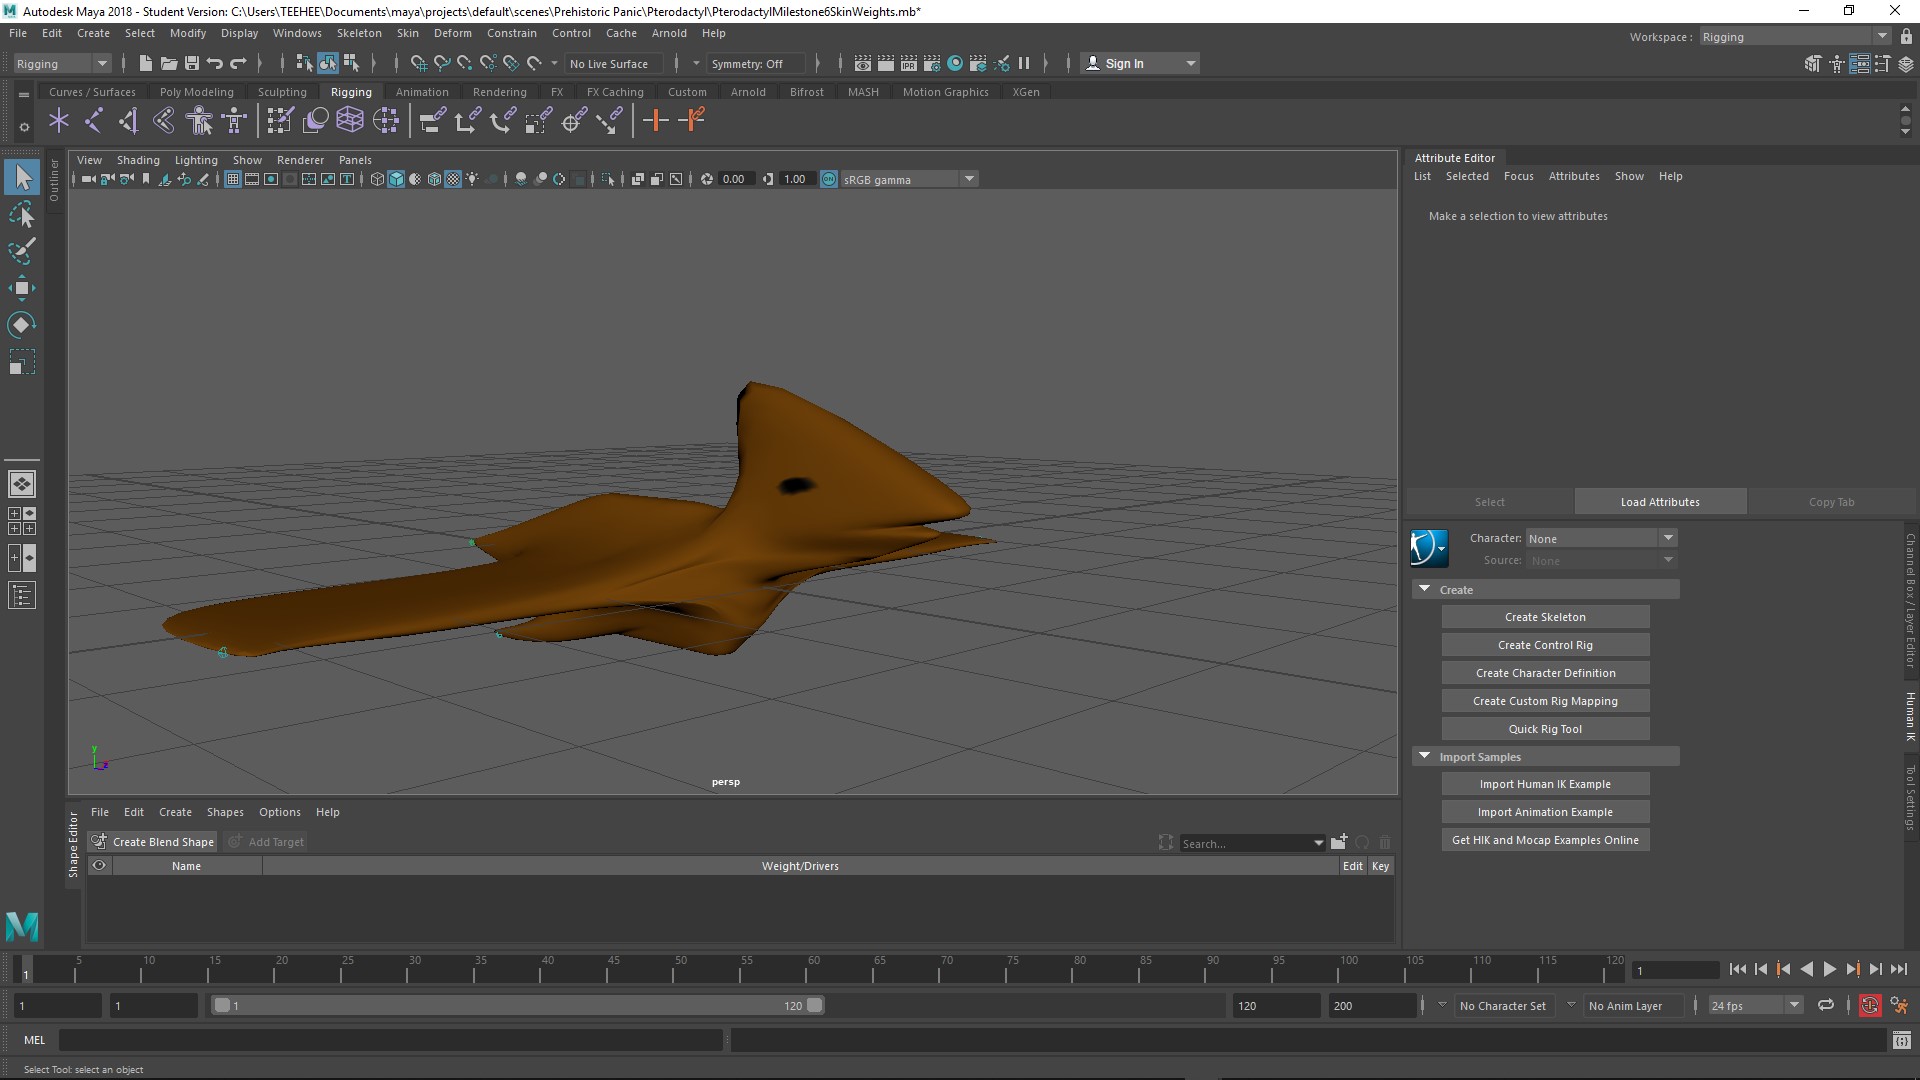 Autodesk Maya 2018 - Student Version: C:\Users\TEEHEE\Documents\maya\projects\default\scenes\Prehistoric Panic\Pterodactyl\PterodactylMilestone6SkinWeights.mb*
File Edit Create Select Modify Display Windows Skeleton Skin Deform Constrain Control Cache Arnold Help
Workspace : Rigging
Rigging No Live Surface Symmetry: Off IPR Sign In
Curves / Surfaces Poly Modeling Sculpting Rigging Animation Rendering FX FX Caching Custom Arnold Bifrost MASH Motion Graphics XGen
Outliner
View Shading Lighting Show Renderer Panels
0.00 1.00 ON sRGB gamma
Attribute Editor
List Selected Focus Attributes Show Help
Make a selection to view attributes
Select Load Attributes Copy Tab
Character: None
Source: None
Create
Create Skeleton
Create Control Rig
Create Character Definition
Create Custom Rig Mapping
Quick Rig Tool
Import Samples
Import Human IK Example
Import Animation Example
Get HIK and Mocap Examples Online
Channel Box / Layer Editor
Human IK
Tool Settings
y
z
persp
Shape Editor
File Edit Create Shapes Options Help
Create Blend Shape Add Target Search...
Name Weight/Drivers Edit Key
1 5 10 15 20 25 30 35 40 45 50 55 60 65 70 75 80 85 90 95 100 105 110 115 120 1
1 1 1 120 120 200 No Character Set No Anim Layer 24 fps
MEL
Select Tool: select an object